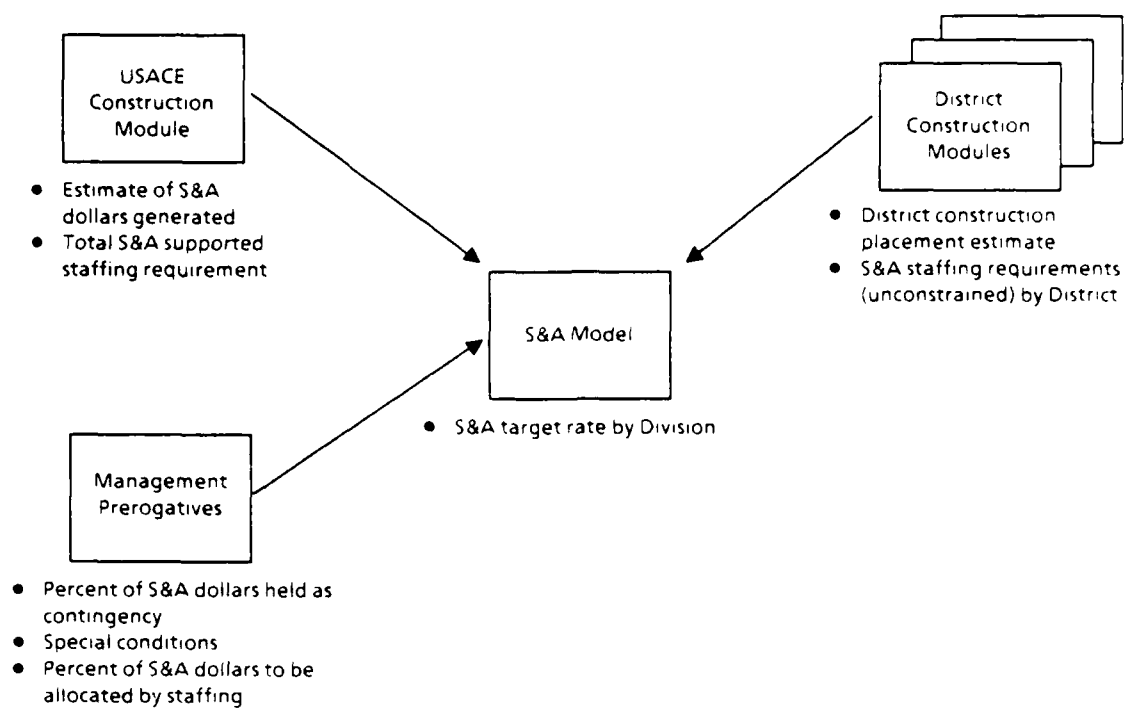 USACE
Construction
Module
● Estimate of S&A
dollars generated
● Total S&A supported
staffing requirement
District
Construction
Modules
● District construction
placement estimate
● S&A staffing requirements
(unconstrained) by District
S&A Model
● S&A target rate by Division
Management
Prerogatives
● Percent of S&A dollars held as
contingency
● Special conditions
● Percent of S&A dollars to be
allocated by staffing